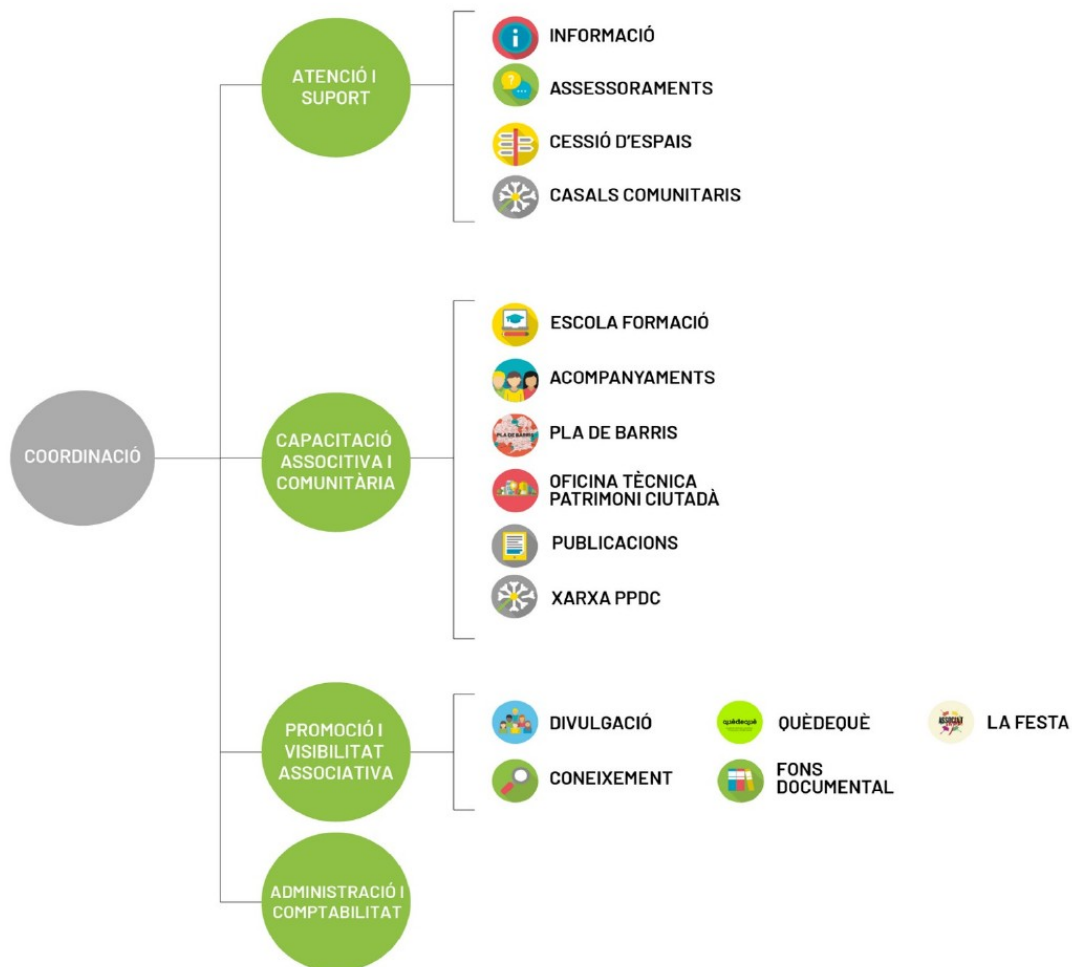 ATENCIÓ I
SUPORT
INFORMACIÓ
ASSESSORAMENTS
CESSIÓ D'ESPAIS
CASALS COMUNITARIS
COORDINACIÓ
CAPACITACIÓ
ASSOCITIVA I
COMUNITÀRIA
ESCOLA FORMACIÓ
ACOMPANYAMENTS
PLA DE BARRIS
PLA DE BARRIS
OFICINA TÈCNICA
PATRIMONI CIUTADÀ
PUBLICACIONS
XARXA PPDC
PROMOCIÓ I
VISIBILITAT
ASSOCIATIVA
DIVULGACIÓ
quèdequè
QUÈDEQUÈ
LA FESTA
CONEIXEMENT
FONS
DOCUMENTAL
ADMINISTRACIÓ I
COMPTABILITAT